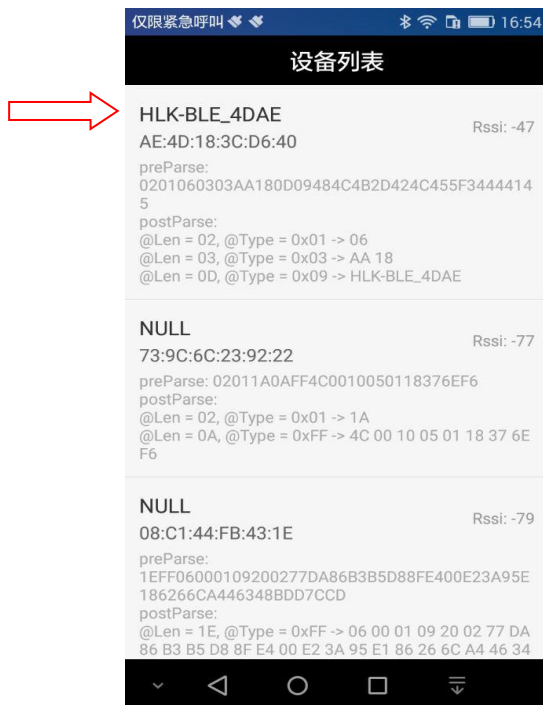 仅限紧急呼叫 16:54
设备列表
HLK-BLE_4DAE
Rssi: -47
AE:4D:18:3C:D6:40
preParse:
0201060303AA180D09484C4B2D424C455F3444414
5
postParse:
@Len = 02, @Type = 0x01 -> 06
@Len = 03, @Type = 0x03 -> AA 18
@Len = 0D, @Type = 0x09 -> HLK-BLE_4DAE
NULL
Rssi: -77
73:9C:6C:23:92:22
preParse: 02011A0AFF4C0010050118376EF6
postParse:
@Len = 02, @Type = 0x01 -> 1A
@Len = 0A, @Type = 0xFF -> 4C 00 10 05 01 18 37 6E
F6
NULL
Rssi: -79
08:C1:44:FB:43:1E
preParse:
1EFF06000109200277DA86B3B5D88FE400E23A95E
186266CA446348BDD7CCD
postParse:
@Len = 1E, @Type = 0xFF -> 06 00 01 09 20 02 77 DA
86 B3 B5 D8 8F E4 00 E2 3A 95 E1 86 26 6C A4 46 34